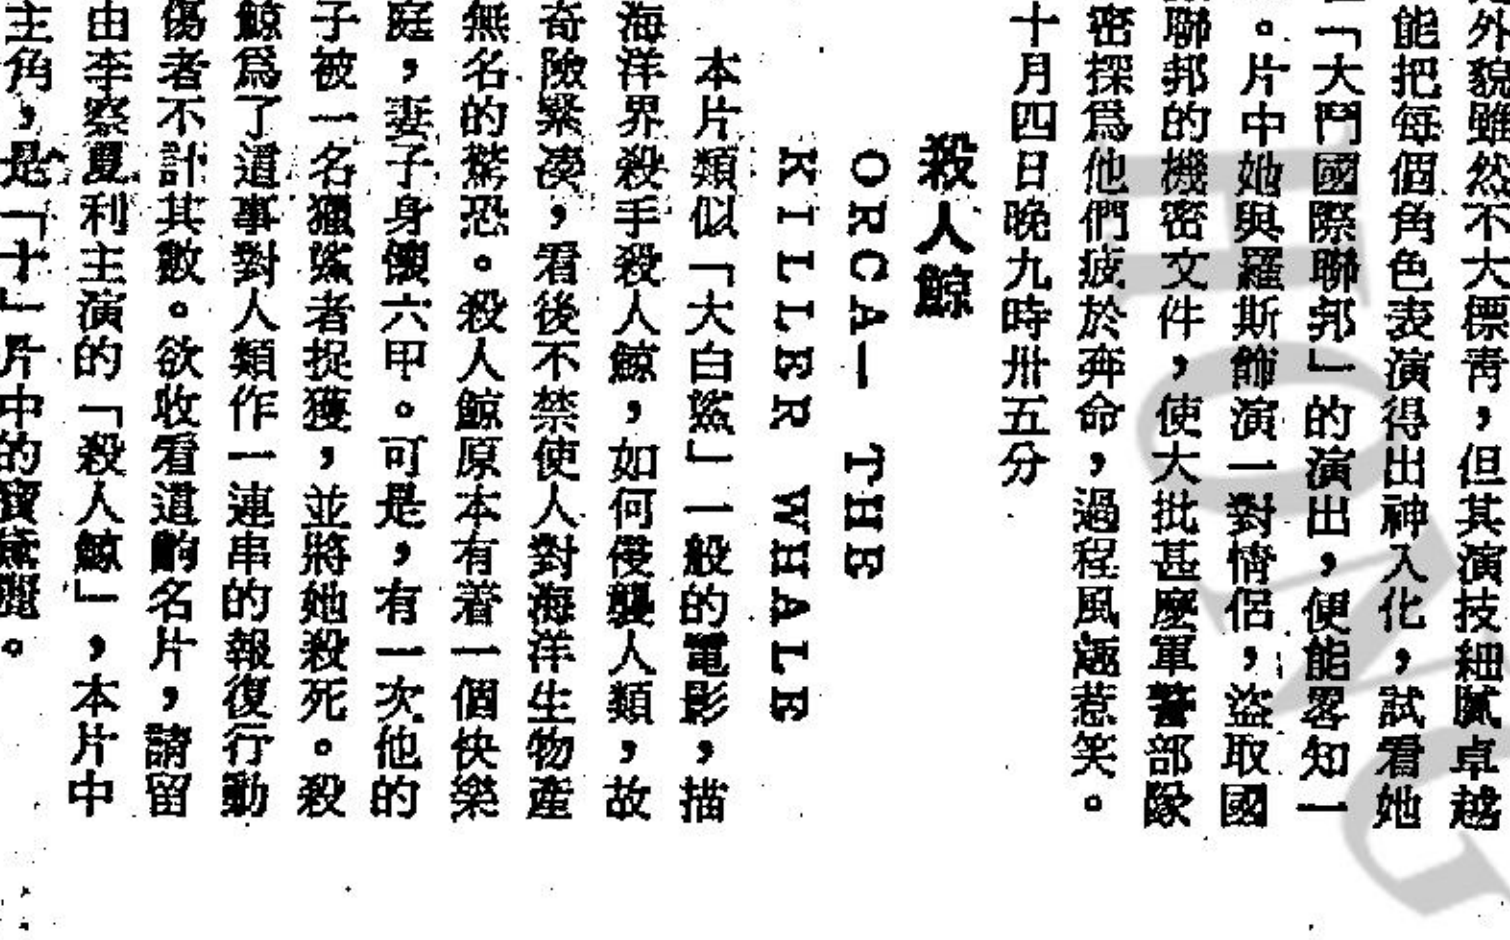 外貌雖然不大標青,但其演技細膩卓越
能把每個角色表演得出神入化,試看她
「大鬥國際聯邦」的演出,便能畧知一
。片中她與羅斯飾演一對情侶,盜取國
聯邦的機密文件,使大批甚麼軍警部隊
密探爲他們疲於奔命,過程風趣惹笑。
十月四日晚九時卅五分
殺人鯨
ORCA— THE
KILLER WHALE
本片類似「大白鯊」一般的電影,描
海洋界殺手殺人鯨,如何侵襲人類,故
奇險緊湊,看後不禁使人對海洋生物產
無名的驚恐。殺人鯨原本有着一個快樂
庭,妻子身懷六甲。可是,有一次他的
子被一名獵鯊者捉獲,並將她殺死。殺
鯨爲了這事對人類作一連串的報復行動
傷者不計其數。欲收看這齣名片,請留
由李察夏利主演的「殺人鯨」,本片中
主角,是「十」片中的寶黛麗。
HONG